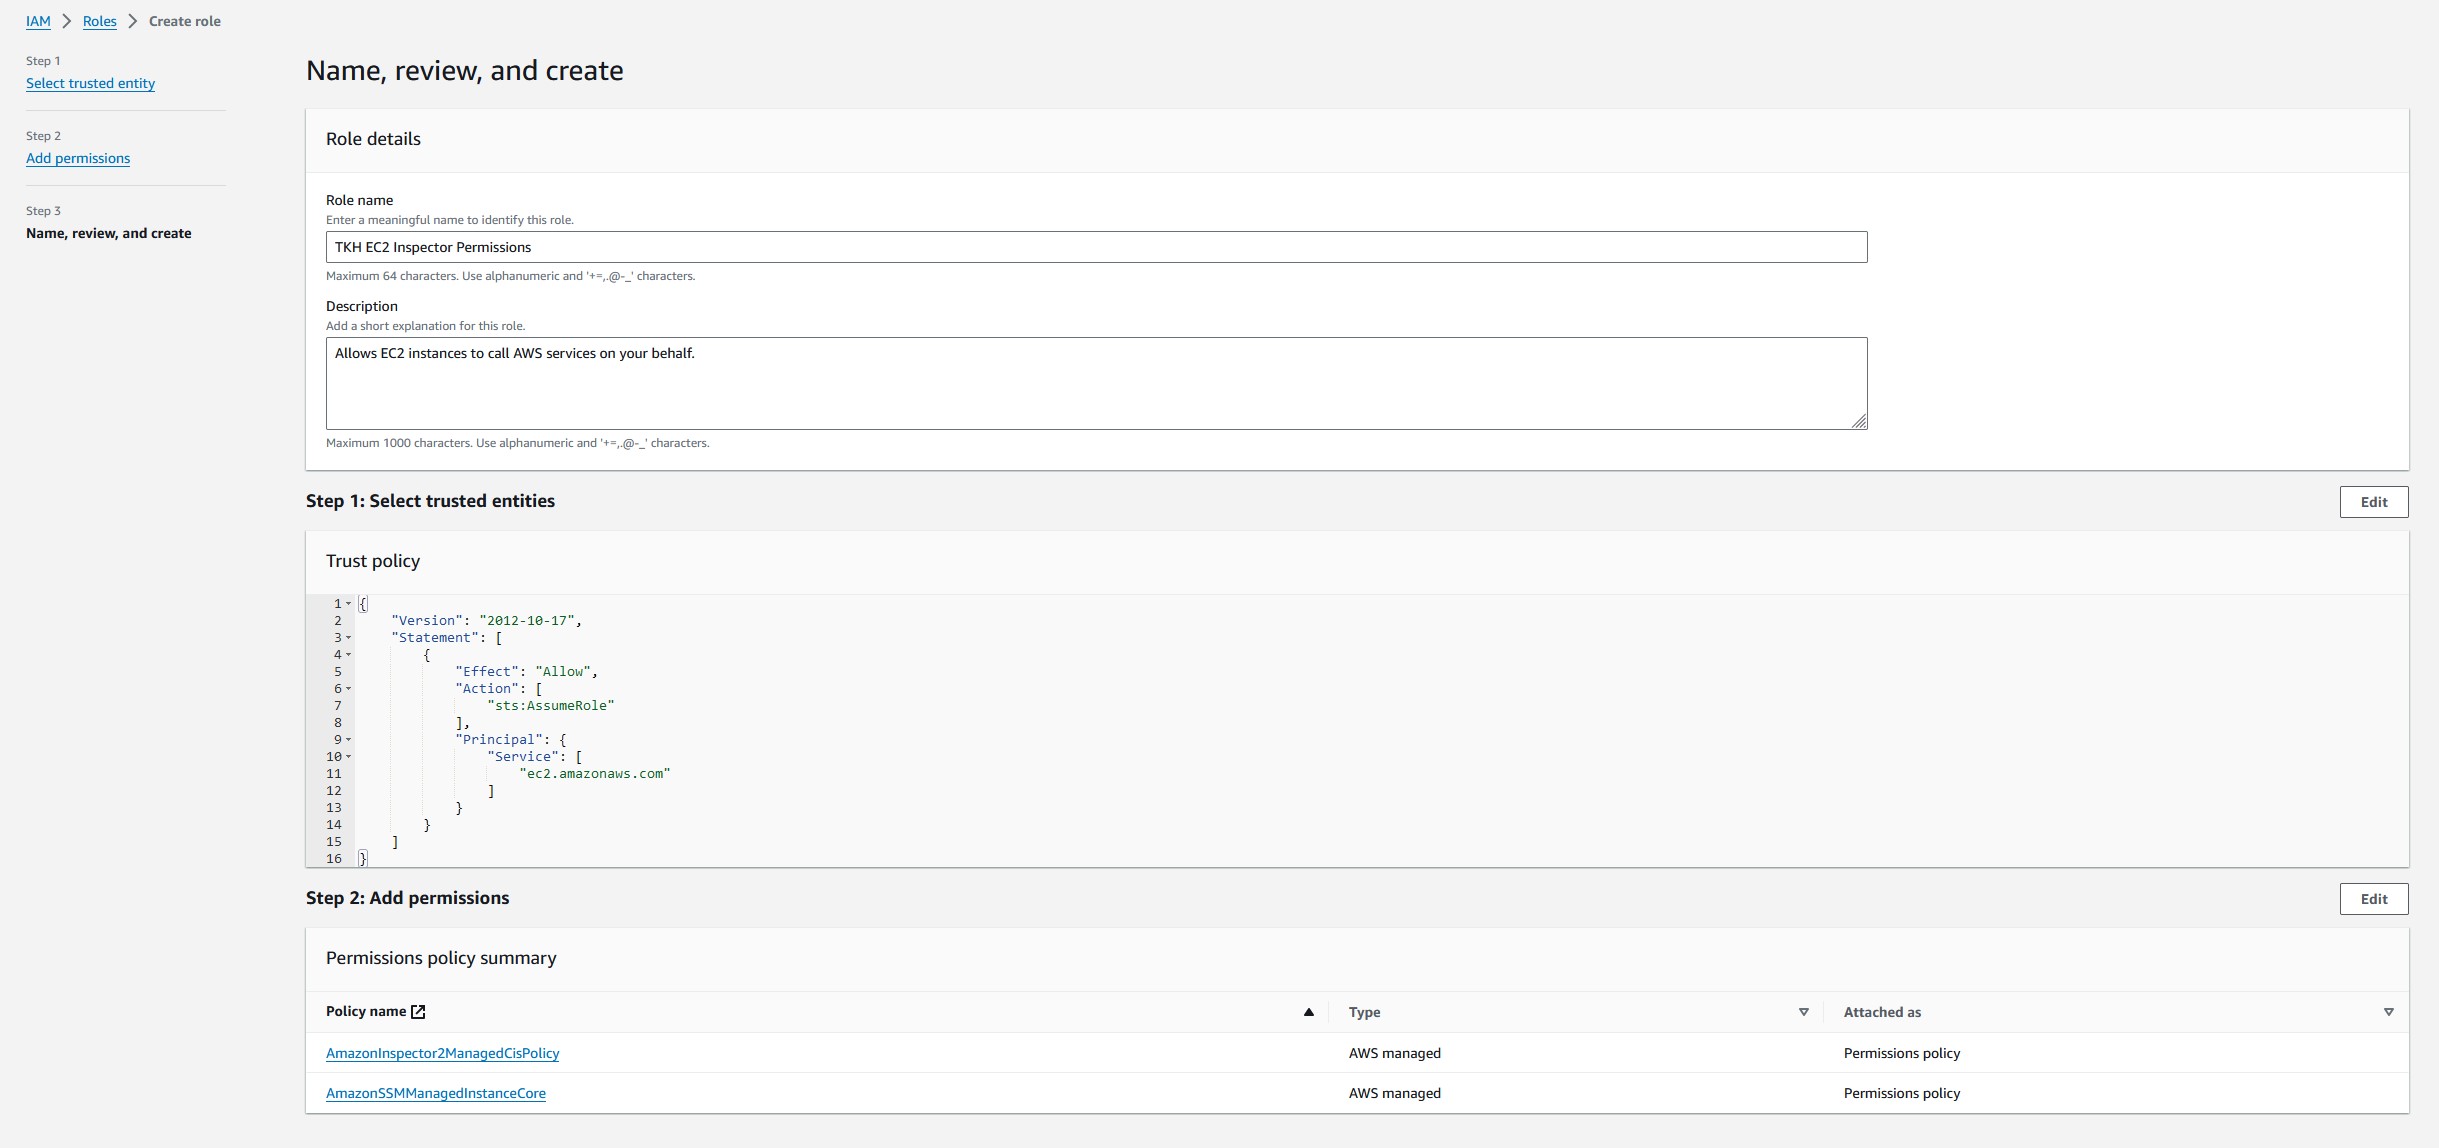 IAM > Roles > Create role
Step 1
Select trusted entity
Step 2
Add permissions
Step 3
Name, review, and create
Name, review, and create
Role details
Role name
Enter a meaningful name to identify this role.
TKH EC2 Inspector Permissions
Maximum 64 characters. Use alphanumeric and '+=,.@-_' characters.
Description
Add a short explanation for this role.
Allows EC2 instances to call AWS services on your behalf.
Maximum 1000 characters. Use alphanumeric and '+=,.@-_' characters.
Step 1: Select trusted entities
Edit
Trust policy
1 {
2     "Version": "2012-10-17",
3     "Statement": [
4         {
5             "Effect": "Allow",
6             "Action": [
7                 "sts:AssumeRole"
8             ],
9             "Principal": {
10                 "Service": [
11                     "ec2.amazonaws.com"
12                 ]
13             }
14         }
15     ]
16 }
Step 2: Add permissions
Edit
Permissions policy summary
Policy name Type Attached as
AmazonInspector2ManagedCisPolicy AWS managed Permissions policy
AmazonSSMManagedInstanceCore AWS managed Permissions policy